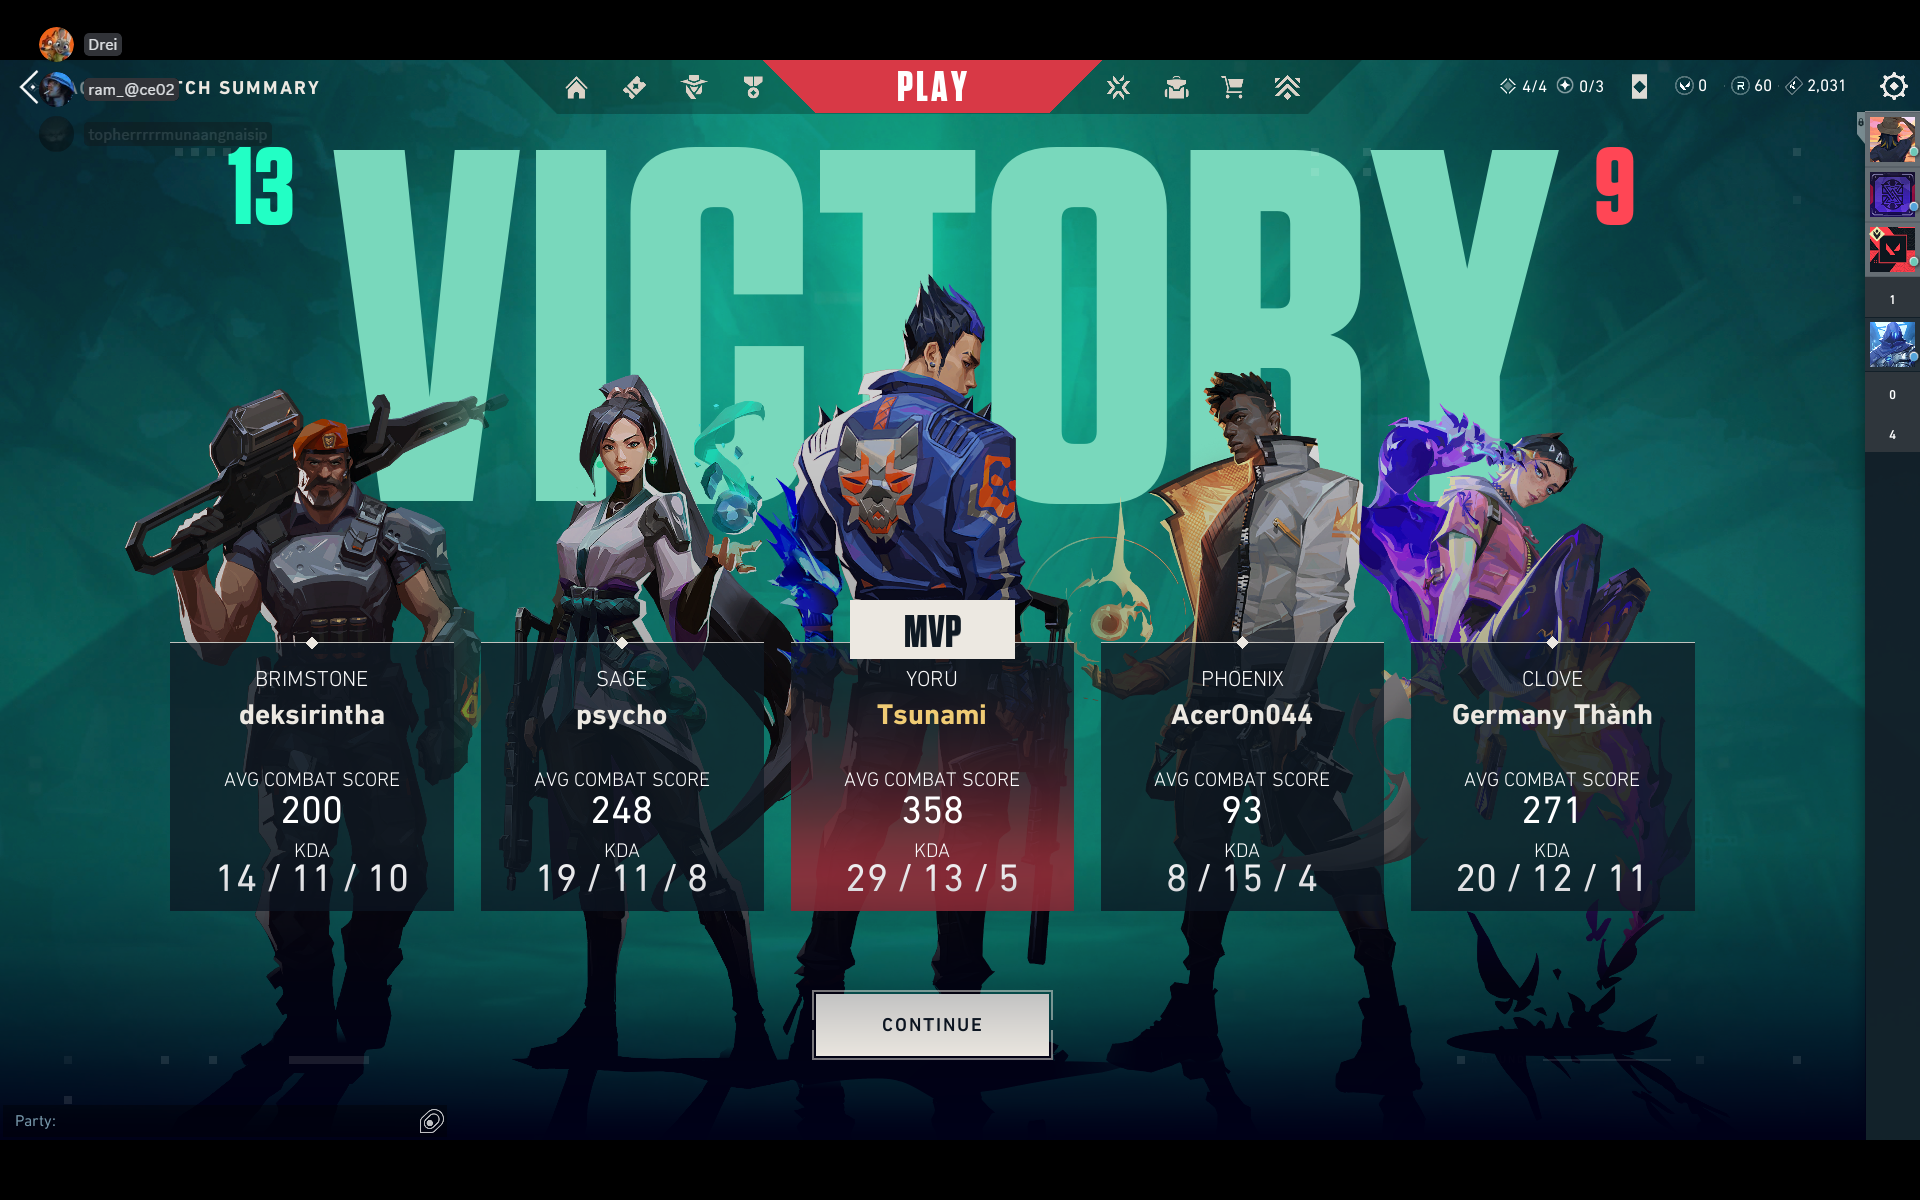 Drei
ram_@ce02
TCH SUMMARY
topherrrrrmunaangnaisip
PLAY
4/4
0/3
0
60
2,031
13
VICTORY
9
1
0
4
MVP
BRIMSTONE
deksirintha
AVG COMBAT SCORE
200
KDA
14 / 11 / 10
SAGE
psycho
AVG COMBAT SCORE
248
KDA
19 / 11 / 8
YORU
Tsunami
AVG COMBAT SCORE
358
KDA
29 / 13 / 5
PHOENIX
AcerOn044
AVG COMBAT SCORE
93
KDA
8 / 15 / 4
CLOVE
Germany Thành
AVG COMBAT SCORE
271
KDA
20 / 12 / 11
CONTINUE
Party: